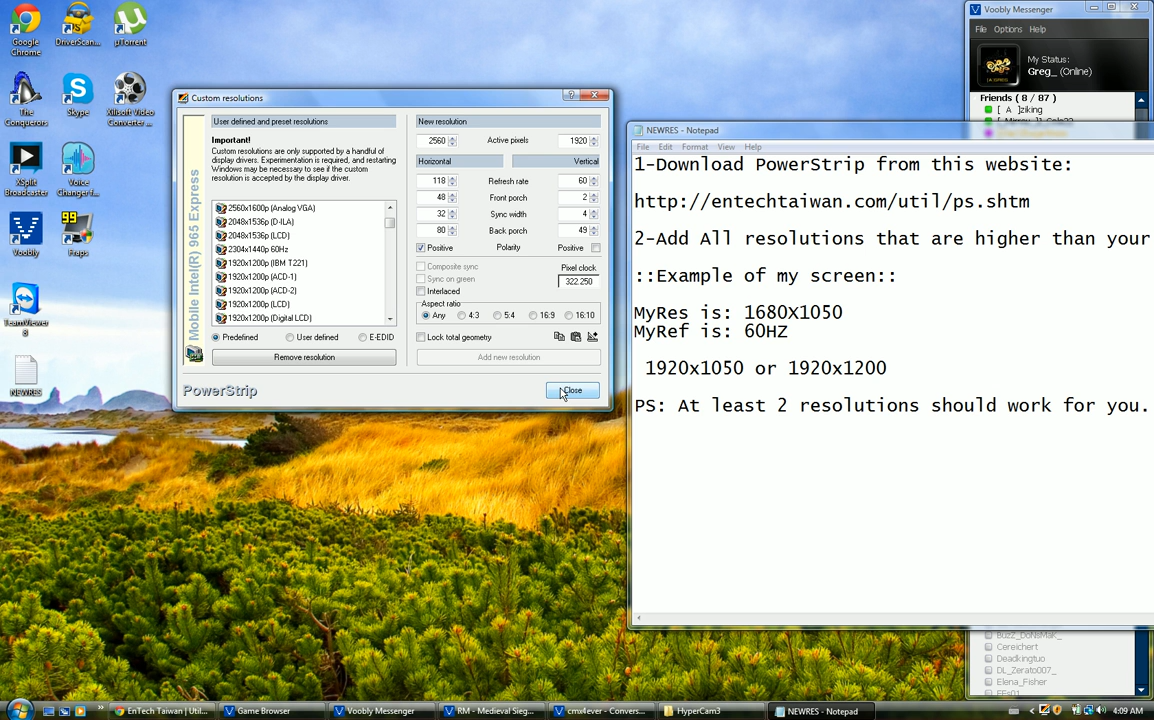 Google
Chrome
DriverScan...
µTorrent
The
Conquerors
Skype
Xilisoft Video
Converter ...
XSplit
Broadcaster
Voice
Changer f...
Voobly
99
Fraps
TeamViewer
8
NEWRES
Custom resolutions
User defined and preset resolutions
Important!
Custom resolutions are only supported by a handful of
display drivers. Experimentation is required, and restarting
Windows may be necessary to see if the custom
resolution is accepted by the display driver.
2560x1600p (Analog VGA)
2048x1536p (D-ILA)
2048x1536p (LCD)
2304x1440p 60Hz
1920x1200p (IBM T221)
1920x1200p (ACD-1)
1920x1200p (ACD-2)
1920x1200p (LCD)
1920x1200p (Digital LCD)
Predefined
User defined
E-EDID
Remove resolution
Mobile Intel(R) 965 Express
New resolution
2560
Active pixels
1920
Horizontal
Vertical
118
Refresh rate
60
48
Front porch
2
32
Sync width
4
80
Back porch
49
Positive
Polarity
Positive
Composite sync
Sync on green
Interlaced
Pixel clock
322.250
Aspect ratio
Any
4:3
5:4
16:9
16:10
Lock total geometry
Add new resolution
PowerStrip
Close
NEWRES - Notepad
File Edit Format View Help
1-Download PowerStrip from this website:
http://entechtaiwan.com/util/ps.shtm
2-Add All resolutions that are higher than your
::Example of my screen::
MyRes is: 1680x1050
MyRef is: 60HZ
1920x1050 or 1920x1200
PS: At least 2 resolutions should work for you.
Voobly Messenger
File Options Help
My Status:
Greg_ (Online)
Friends ( 8 / 87 )
[_A_]ziking
BuzZ_DoNsMaK_
Cereichert
Deadkingtuo
DL_Zerato007_
Elena_Fisher
EnTech Taiwan | Util...
Game Browser
Voobly Messenger
RM - Medieval Sieg...
cmx4ever - Convers...
HyperCam3
NEWRES - Notepad
4:09 AM